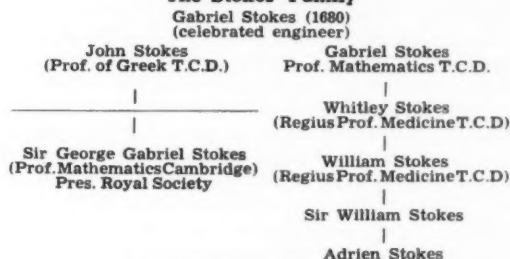 The Stokes Family
Gabriel Stokes (1680)
(celebrated engineer)
John Stokes
(Prof. of Greek T.C.D.)
Gabriel Stokes
Prof. Mathematics T.C.D.
Whitley Stokes
(Regius Prof. Medicine T.C.D)
Sir George Gabriel Stokes
(Prof. Mathematics Cambridge)
Pres. Royal Society
William Stokes
(Regius Prof. Medicine T.C.D)
Sir William Stokes
Adrien Stokes